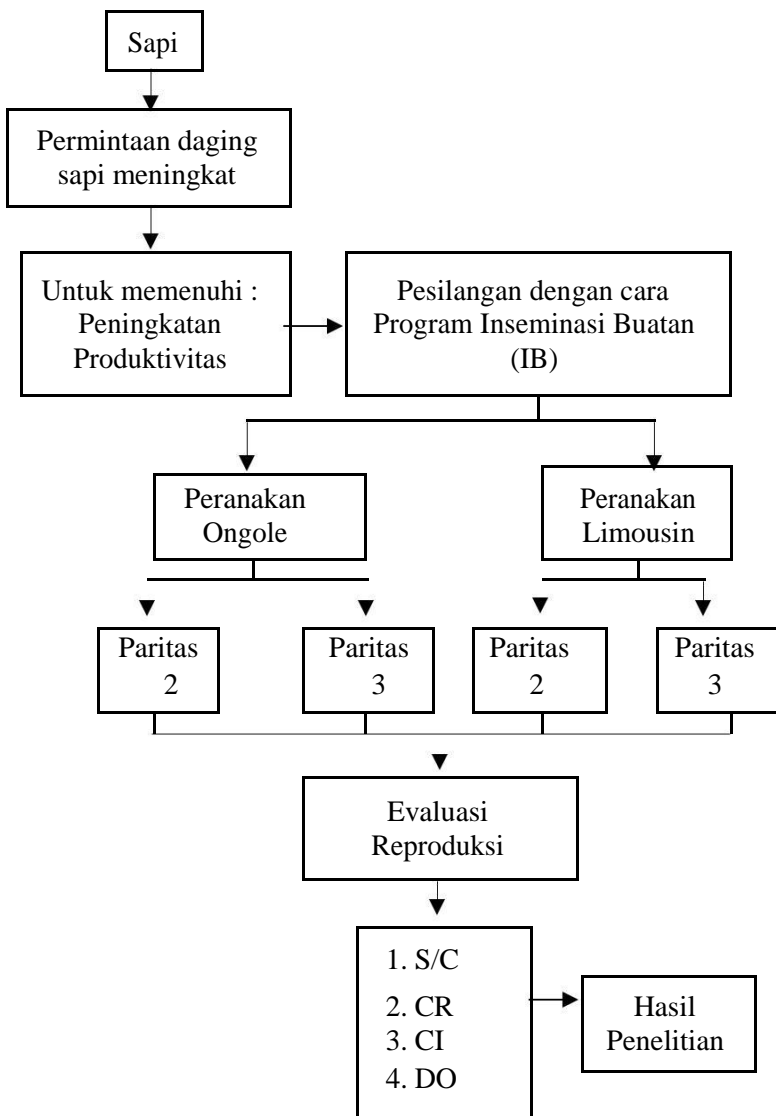 Sapi
Permintaan daging
sapi meningkat
Untuk memenuhi :
Peningkatan
Produktivitas
Pesilangan dengan cara
Program Inseminasi Buatan
(IB)
Peranakan
Ongole
Peranakan
Limousin
Paritas
2
Paritas
3
Paritas
2
Paritas
3
Evaluasi
Reproduksi
1. S/C
2. CR
3. CI
4. DO
Hasil
Penelitian